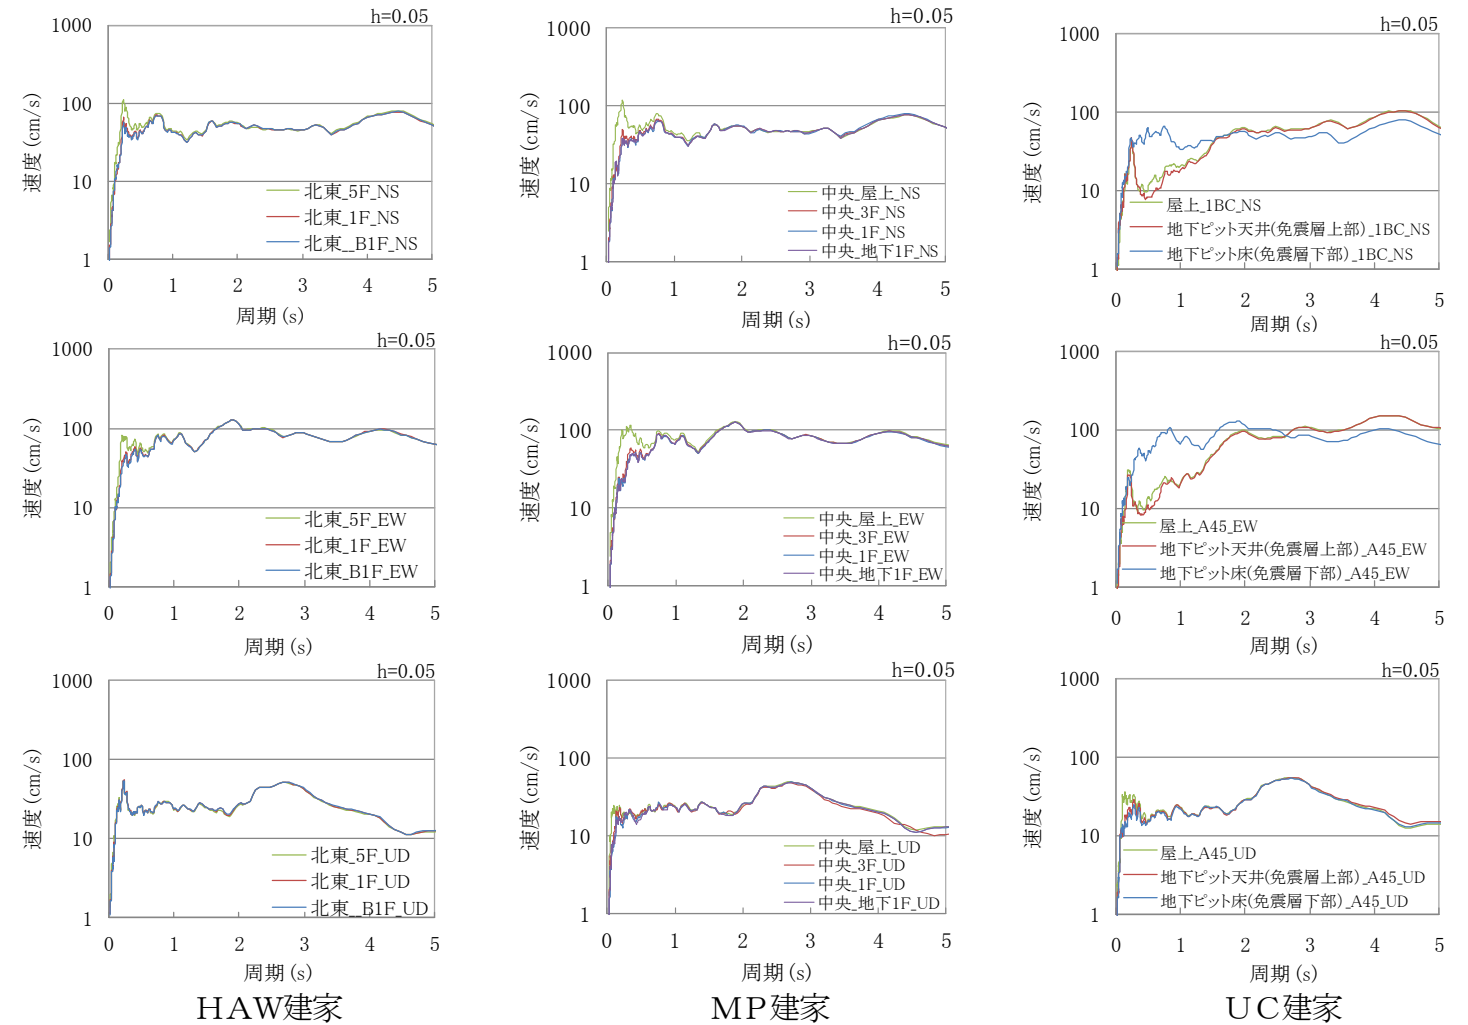 h=0.05
1000
100
10
1
速度 (cm/s)
北東_5F_NS
北東_1F_NS
北東__B1F_NS
0 1 2 3 4 5
周期 (s)
h=0.05
1000
100
10
1
速度 (cm/s)
中央_屋上_NS
中央_3F_NS
中央_1F_NS
中央_地下1F_NS
0 1 2 3 4 5
周期 (s)
h=0.05
1000
100
10
1
速度 (cm/s)
屋上_1BC_NS
地下ピット天井(免震層上部)_1BC_NS
地下ピット床(免震層下部)_1BC_NS
0 1 2 3 4 5
周期 (s)
h=0.05
1000
100
10
1
速度 (cm/s)
北東_5F_EW
北東_1F_EW
北東_B1F_EW
0 1 2 3 4 5
周期 (s)
h=0.05
1000
100
10
1
速度 (cm/s)
中央_屋上_EW
中央_3F_EW
中央_1F_EW
中央_地下1F_EW
0 1 2 3 4 5
周期 (s)
h=0.05
1000
100
10
1
速度 (cm/s)
屋上_A45_EW
地下ピット天井(免震層上部)_A45_EW
地下ピット床(免震層下部)_A45_EW
0 1 2 3 4 5
周期 (s)
h=0.05
1000
100
10
1
速度 (cm/s)
北東_5F_UD
北東_1F_UD
北東__B1F_UD
0 1 2 3 4 5
周期 (s)
HAW建家
h=0.05
1000
100
10
1
速度 (cm/s)
中央_屋上_UD
中央_3F_UD
中央_1F_UD
中央_地下1F_UD
0 1 2 3 4 5
周期 (s)
MP建家
h=0.05
1000
100
10
1
速度 (cm/s)
屋上_A45_UD
地下ピット天井(免震層上部)_A45_UD
地下ピット床(免震層下部)_A45_UD
0 1 2 3 4 5
周期 (s)
UC建家